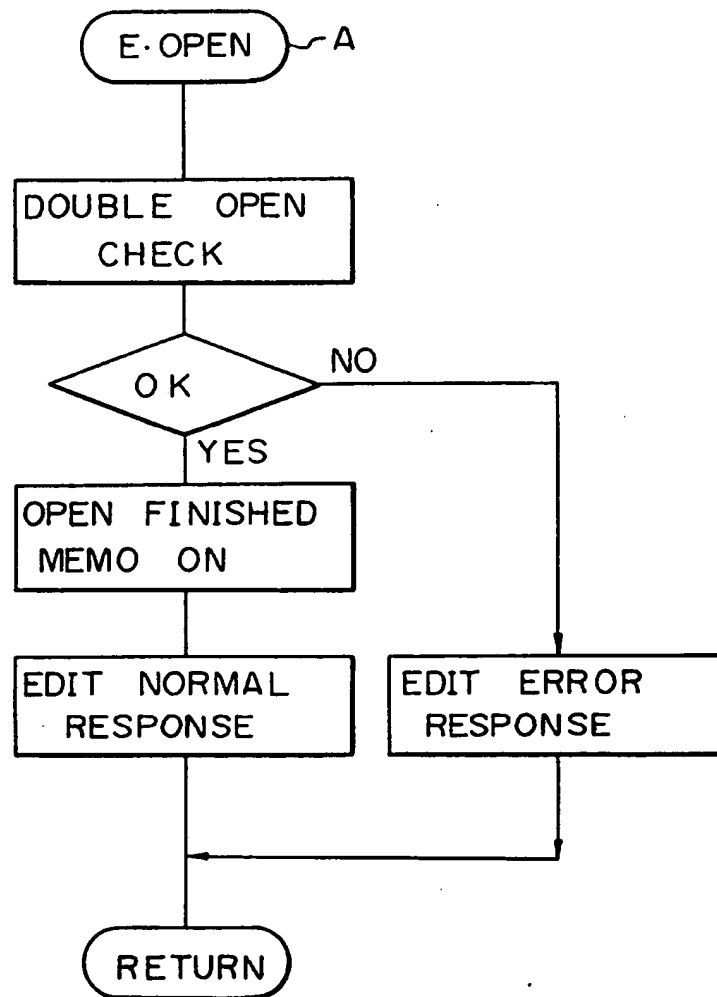 E·OPEN
A
DOUBLE OPEN
CHECK
OK
NO
YES
OPEN FINISHED
MEMO ON
EDIT NORMAL
RESPONSE
EDIT ERROR
RESPONSE
RETURN